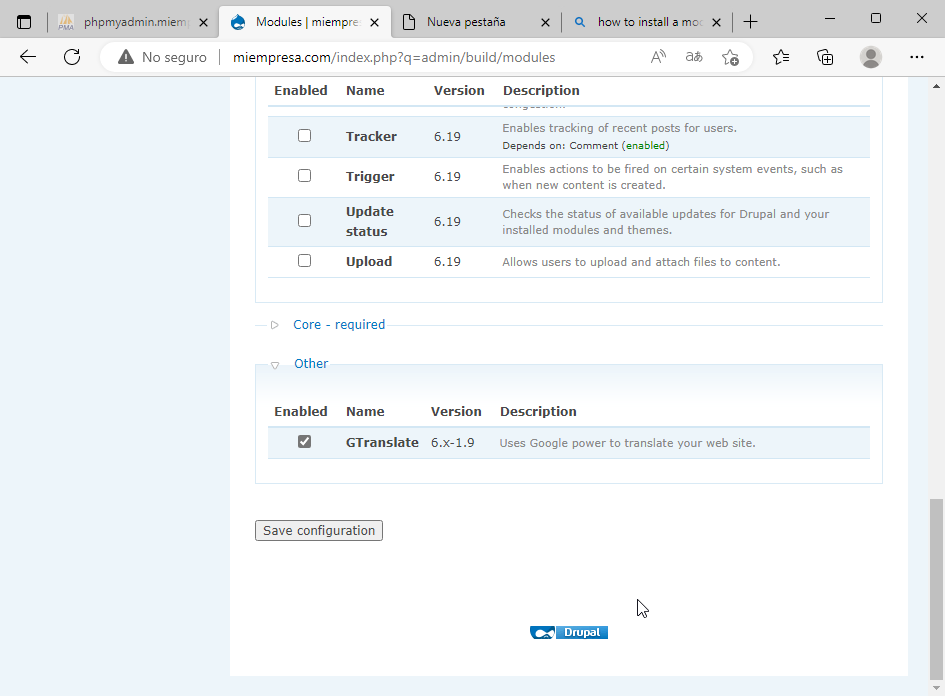 phpmyadmin.miem
Modules | miempre
Nueva pestaña
how to install a mo
No seguro
miempresa.com/index.php?q=admin/build/modules
Enabled Name Version Description
Tracker 6.19 Enables tracking of recent posts for users.
Depends on: Comment (enabled)
Trigger 6.19 Enables actions to be fired on certain system events, such as
when new content is created.
Update
status 6.19 Checks the status of available updates for Drupal and your
installed modules and themes.
Upload 6.19 Allows users to upload and attach files to content.
Core - required
Other
Enabled Name Version Description
GTranslate 6.x-1.9 Uses Google power to translate your web site.
Save configuration
Drupal